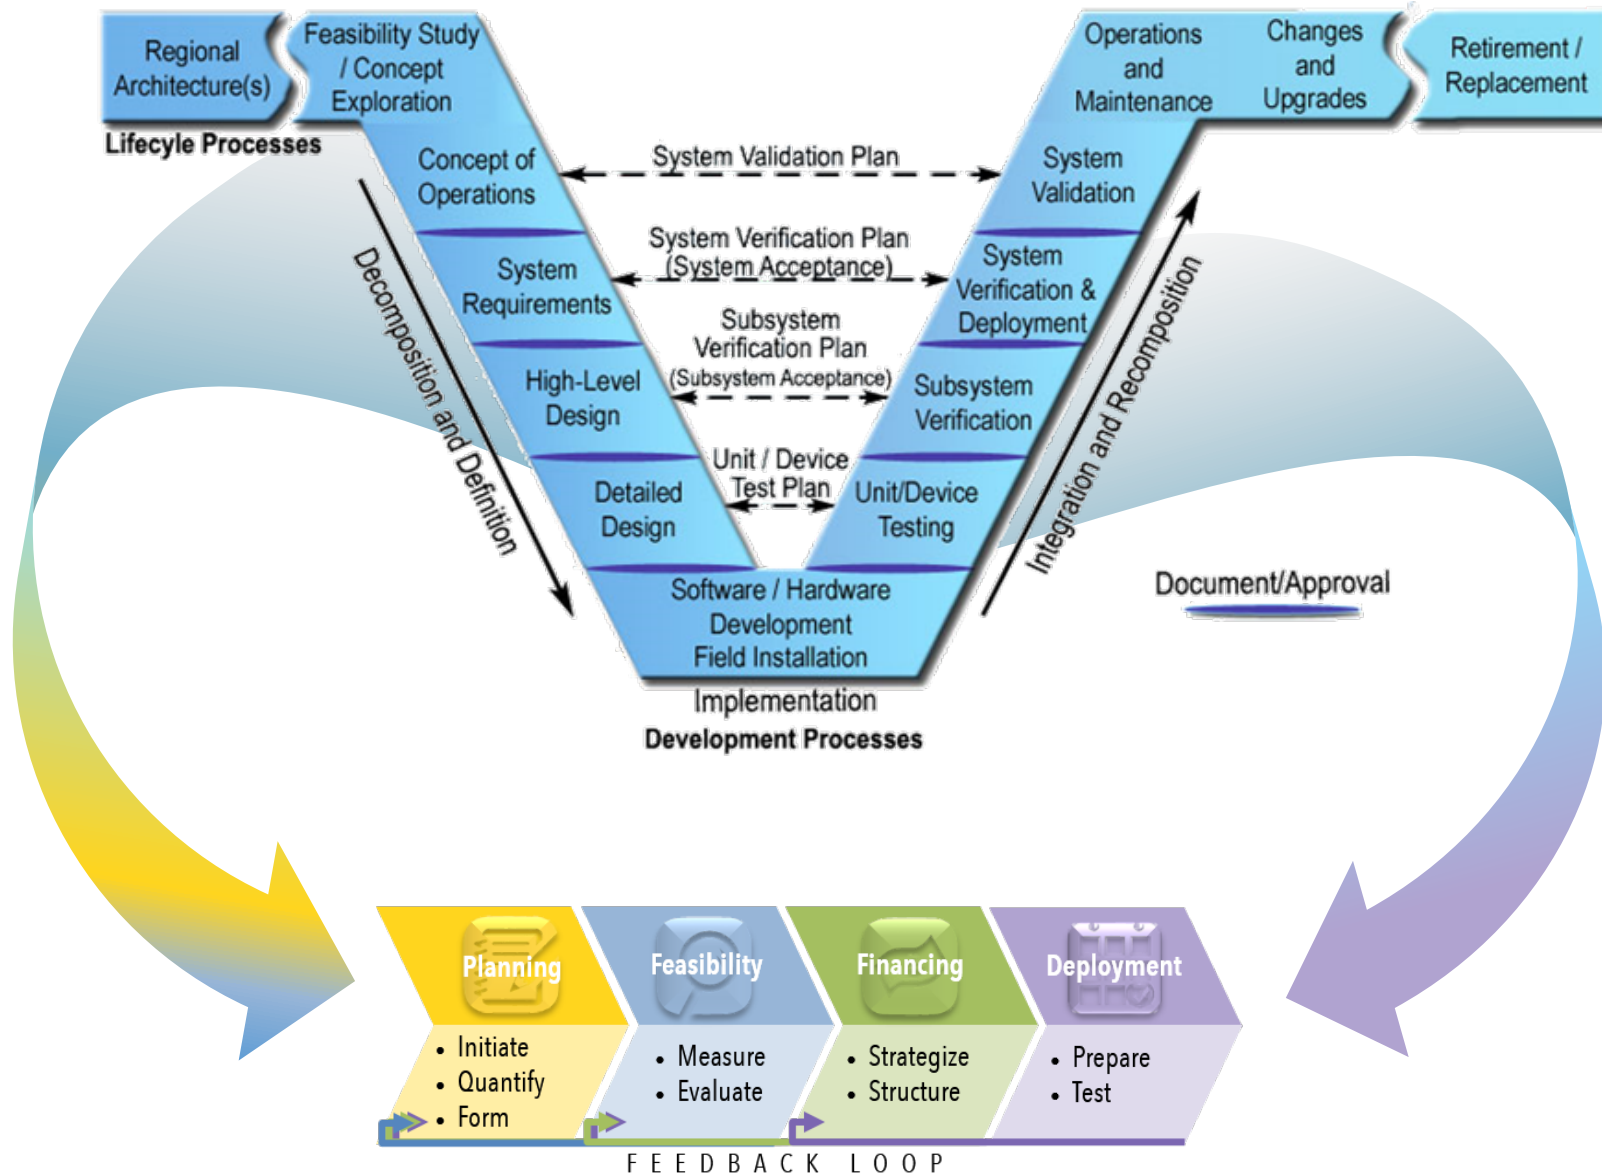 Regional
Architecture(s)
Feasibility Study
/ Concept
Exploration
Operations
and
Maintenance
Changes
and
Upgrades
Retirement /
Replacement
Lifecyle Processes
Concept of
Operations
System Validation Plan
System
Validation
System
Requirements
System Verification Plan
(System Acceptance)
System
Verification &
Deployment
High-Level
Design
Subsystem
Verification Plan
(Subsystem Acceptance)
Subsystem
Verification
Detailed
Design
Unit / Device
Test Plan
Unit/Device
Testing
Decomposition and Definition
Integration and Recomposition
Software / Hardware
Development
Field Installation
Implementation
Development Processes
Document/Approval
Planning
• Initiate
• Quantify
• Form
Feasibility
• Measure
• Evaluate
Financing
• Strategize
• Structure
Deployment
• Prepare
• Test
FEEDBACK LOOP